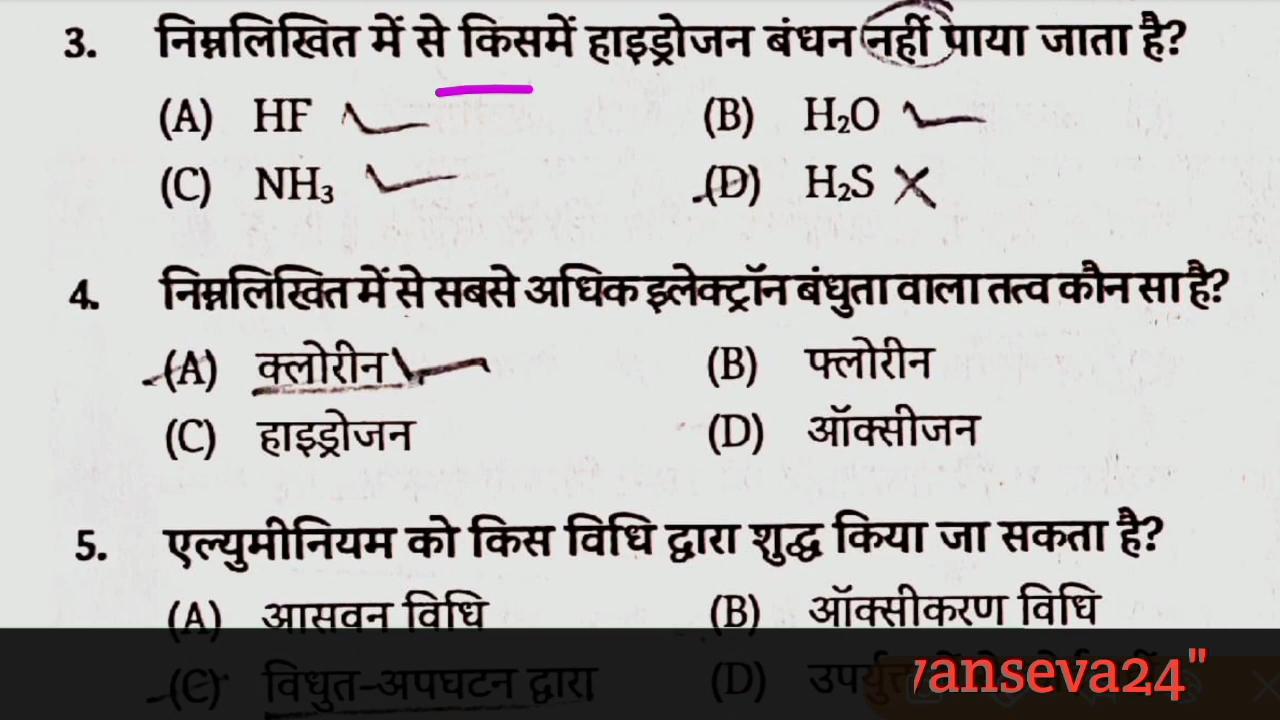 3. निम्नलिखित में से किसमें हाइड्रोजन बंधन नहीं पाया जाता है?
(A) HF (B) H₂O
(C) NH₃ (D) H₂S
4. निम्नलिखित में से सबसे अधिक इलेक्ट्रॉन बंधुता वाला तत्व कौन सा है?
(A) क्लोरीन (B) फ्लोरीन
(C) हाइड्रोजन (D) ऑक्सीजन
5. एल्युमीनियम को किस विधि द्वारा शुद्ध किया जा सकता है?
(A) आसवन विधि (B) ऑक्सीकरण विधि
(C) विधुत-अपघटन द्वारा (D)
vanseva24"